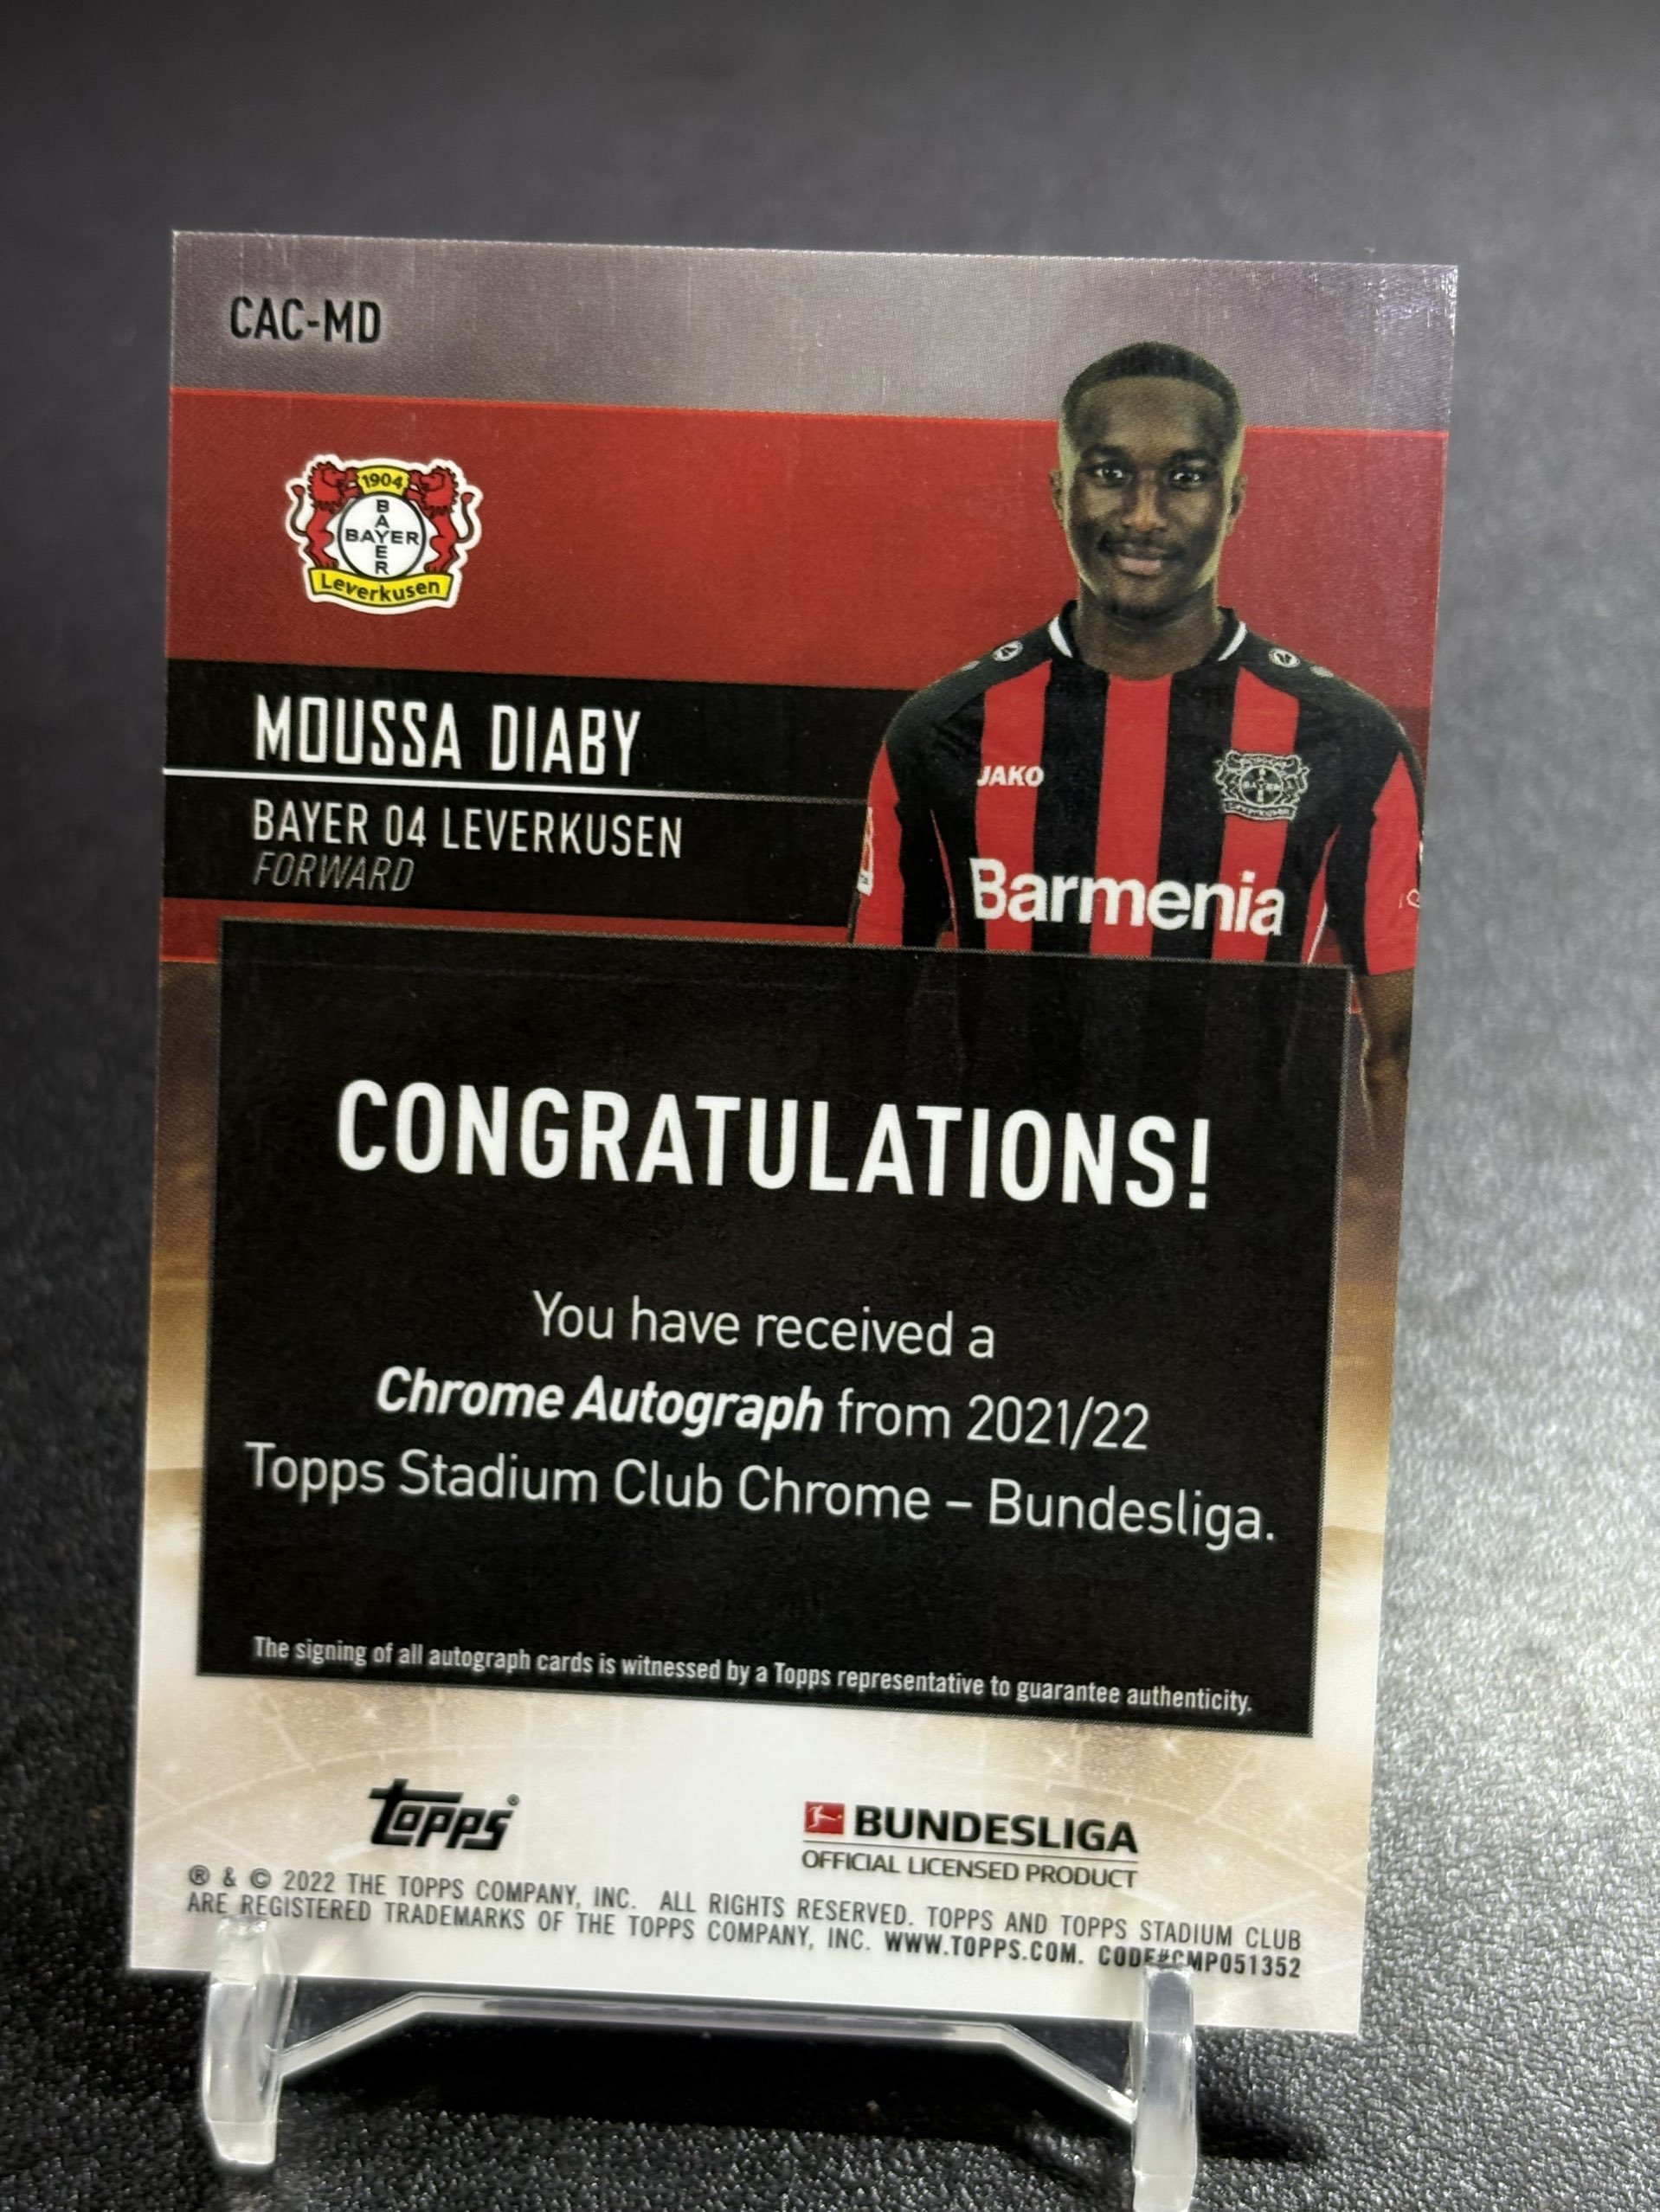 CAC-MD
1904
BAYER
BAYER
Leverkusen
MOUSSA DIABY
BAYER 04 LEVERKUSEN
FORWARD
JAKO
Barmenia
CONGRATULATIONS!
You have received a
Chrome Autograph from 2021/22
Topps Stadium Club Chrome – Bundesliga.
The signing of all autograph cards is witnessed by a Topps representative to guarantee authenticity.
topps®
BUNDESLIGA
OFFICIAL LICENSED PRODUCT
® & © 2022 THE TOPPS COMPANY, INC. ALL RIGHTS RESERVED. TOPPS AND TOPPS STADIUM CLUB
ARE REGISTERED TRADEMARKS OF THE TOPPS COMPANY, INC. WWW.TOPPS.COM. CODE#CMP051352